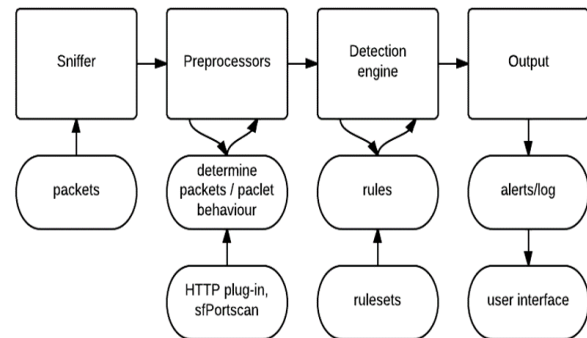 Sniffer
Preprocessors
Detection
engine
Output
packets
determine
packets / paclet
behaviour
rules
alerts/log
HTTP plug-in,
sfPortscan
rulesets
user interface